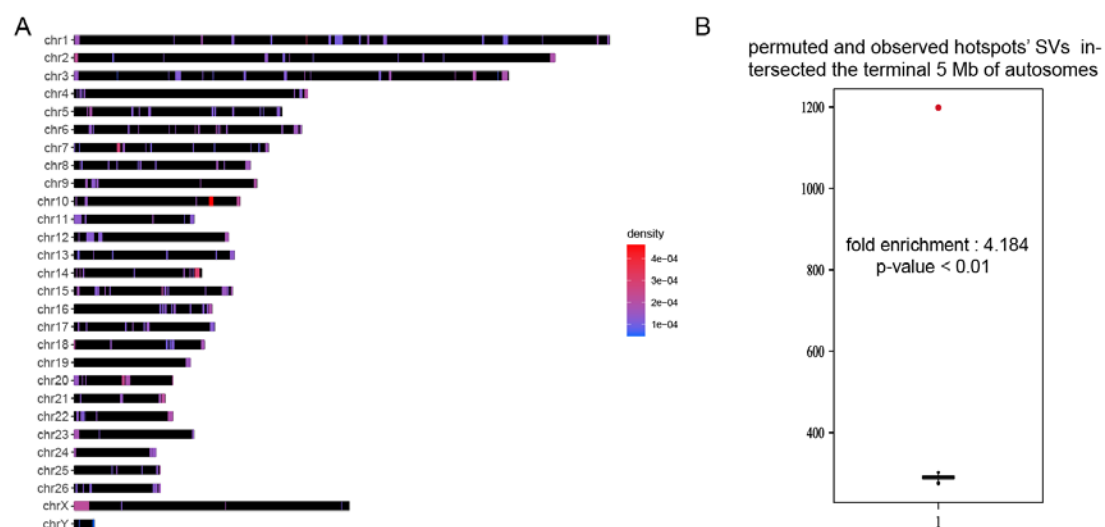 A
chr1
chr2
chr3
chr4
chr5
chr6
chr7
chr8
chr9
chr10
chr11
chr12
chr13
chr14
chr15
chr16
chr17
chr18
chr19
chr20
chr21
chr22
chr23
chr24
chr25
chr26
chrX
chrY
density
4e-04
3e-04
2e-04
1e-04
B
permuted and observed hotspots' SVs in-
tersected the terminal 5 Mb of autosomes
1200
1000
800
600
400
fold enrichment : 4.184
p-value < 0.01
1